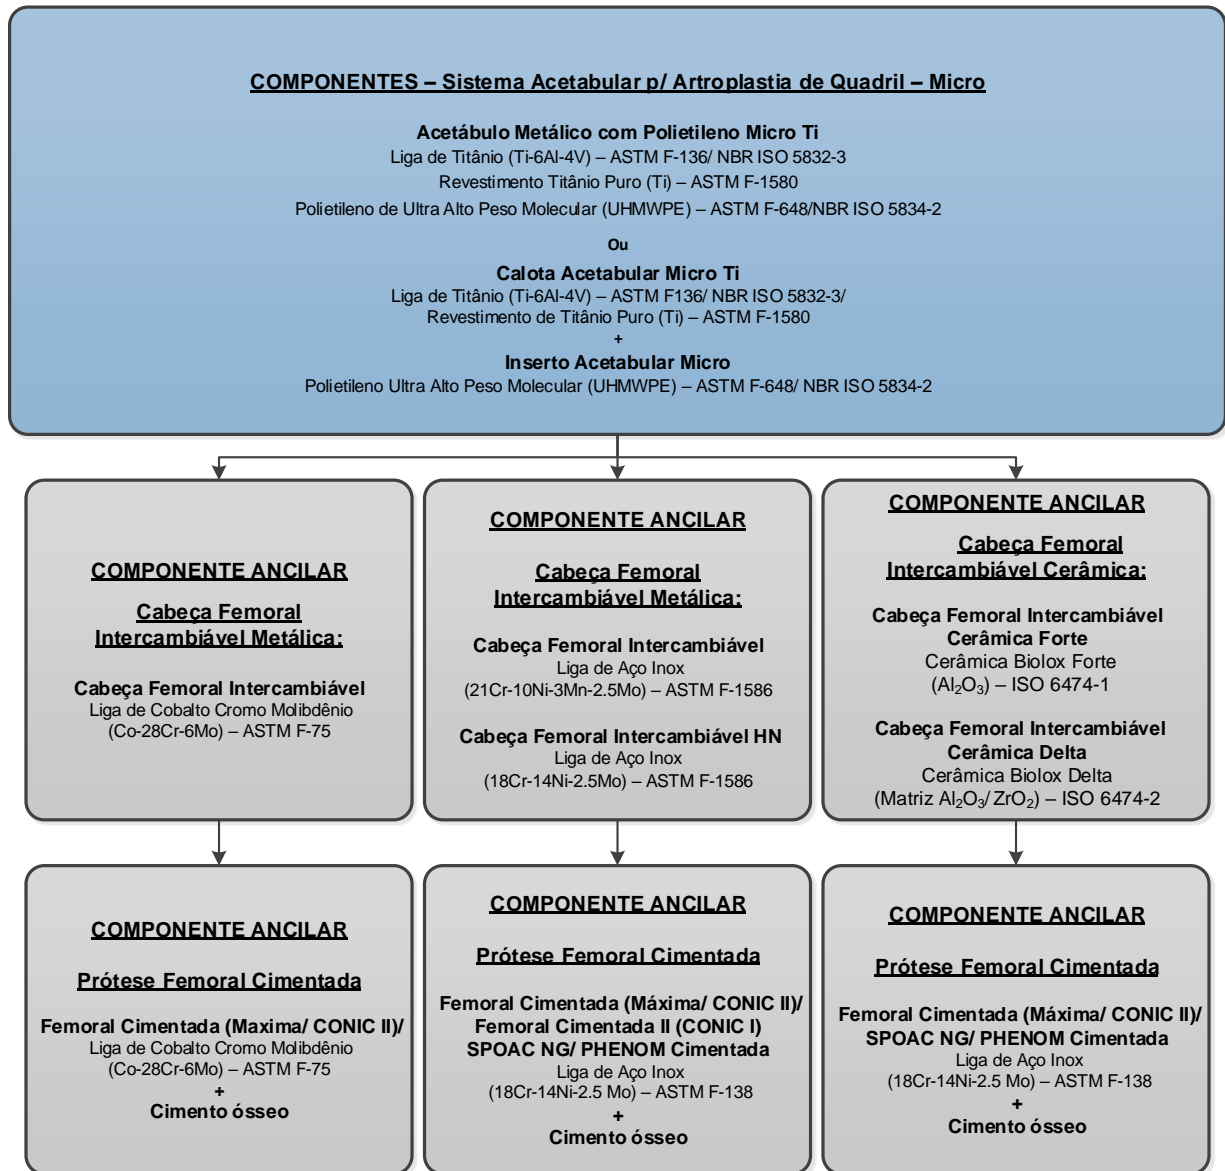 COMPONENTES – Sistema Acetabular p/ Artroplastia de Quadril – Micro
Acetábulo Metálico com Polietileno Micro Ti
Liga de Titânio (Ti-6Al-4V) – ASTM F-136/ NBR ISO 5832-3
Revestimento Titânio Puro (Ti) – ASTM F-1580
Polietileno de Ultra Alto Peso Molecular (UHMWPE) – ASTM F-648/NBR ISO 5834-2
Ou
Calota Acetabular Micro Ti
Liga de Titânio (Ti-6Al-4V) – ASTM F136/ NBR ISO 5832-3/
Revestimento de Titânio Puro (Ti) – ASTM F-1580
+
Inserto Acetabular Micro
Polietileno Ultra Alto Peso Molecular (UHMWPE) – ASTM F-648/ NBR ISO 5834-2
COMPONENTE ANCILAR
Cabeça Femoral
Intercambiável Metálica:
Cabeça Femoral Intercambiável
Liga de Cobalto Cromo Molibdênio
(Co-28Cr-6Mo) – ASTM F-75
COMPONENTE ANCILAR
Cabeça Femoral
Intercambiável Metálica:
Cabeça Femoral Intercambiável
Liga de Aço Inox
(21Cr-10Ni-3Mn-2.5Mo) – ASTM F-1586
Cabeça Femoral Intercambiável HN
Liga de Aço Inox
(18Cr-14Ni-2.5Mo) – ASTM F-1586
COMPONENTE ANCILAR
Cabeça Femoral
Intercambiável Cerâmica:
Cabeça Femoral Intercambiável
Cerâmica Forte
Cerâmica Biolox Forte
(Al₂O₃) – ISO 6474-1
Cabeça Femoral Intercambiável
Cerâmica Delta
Cerâmica Biolox Delta
(Matriz Al₂O₃/ ZrO₂) – ISO 6474-2
COMPONENTE ANCILAR
Prótese Femoral Cimentada
Femoral Cimentada (Maxima/ CONIC II)/
Liga de Cobalto Cromo Molibdênio
(Co-28Cr-6Mo) – ASTM F-75
+
Cimento ósseo
COMPONENTE ANCILAR
Prótese Femoral Cimentada
Femoral Cimentada (Máxima/ CONIC II)/
Femoral Cimentada II (CONIC I)
SPOAC NG/ PHENOM Cimentada
Liga de Aço Inox
(18Cr-14Ni-2.5 Mo) – ASTM F-138
+
Cimento ósseo
COMPONENTE ANCILAR
Prótese Femoral Cimentada
Femoral Cimentada (Máxima/ CONIC II)/
SPOAC NG/ PHENOM Cimentada
Liga de Aço Inox
(18Cr-14Ni-2.5 Mo) – ASTM F-138
+
Cimento ósseo